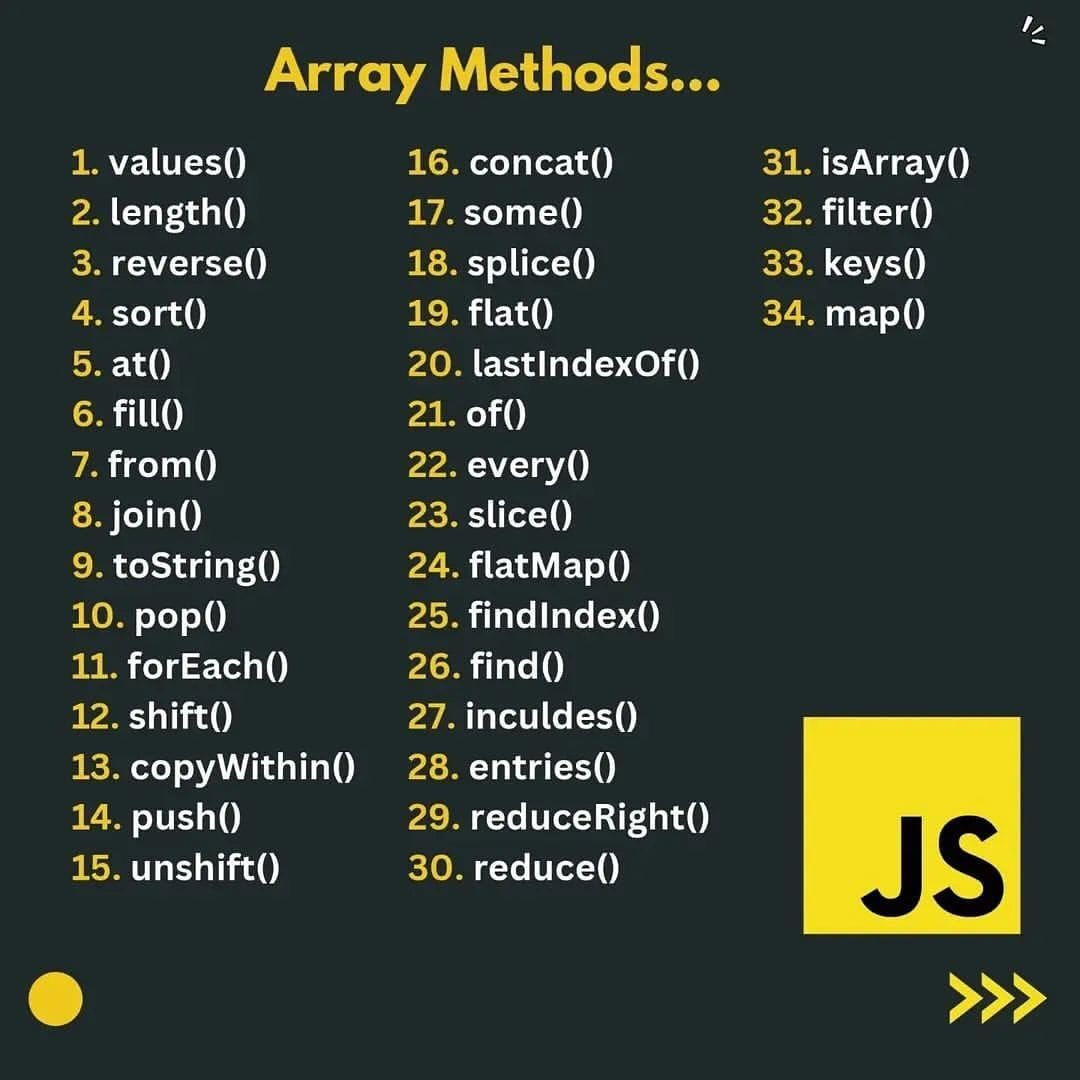 Array Methods...
1. values()
2. length()
3. reverse()
4. sort()
5. at()
6. fill()
7. from()
8. join()
9. toString()
10. pop()
11. forEach()
12. shift()
13. copyWithin()
14. push()
15. unshift()
16. concat()
17. some()
18. splice()
19. flat()
20. lastIndexOf()
21. of()
22. every()
23. slice()
24. flatMap()
25. findIndex()
26. find()
27. inculdes()
28. entries()
29. reduceRight()
30. reduce()
31. isArray()
32. filter()
33. keys()
34. map()
JS